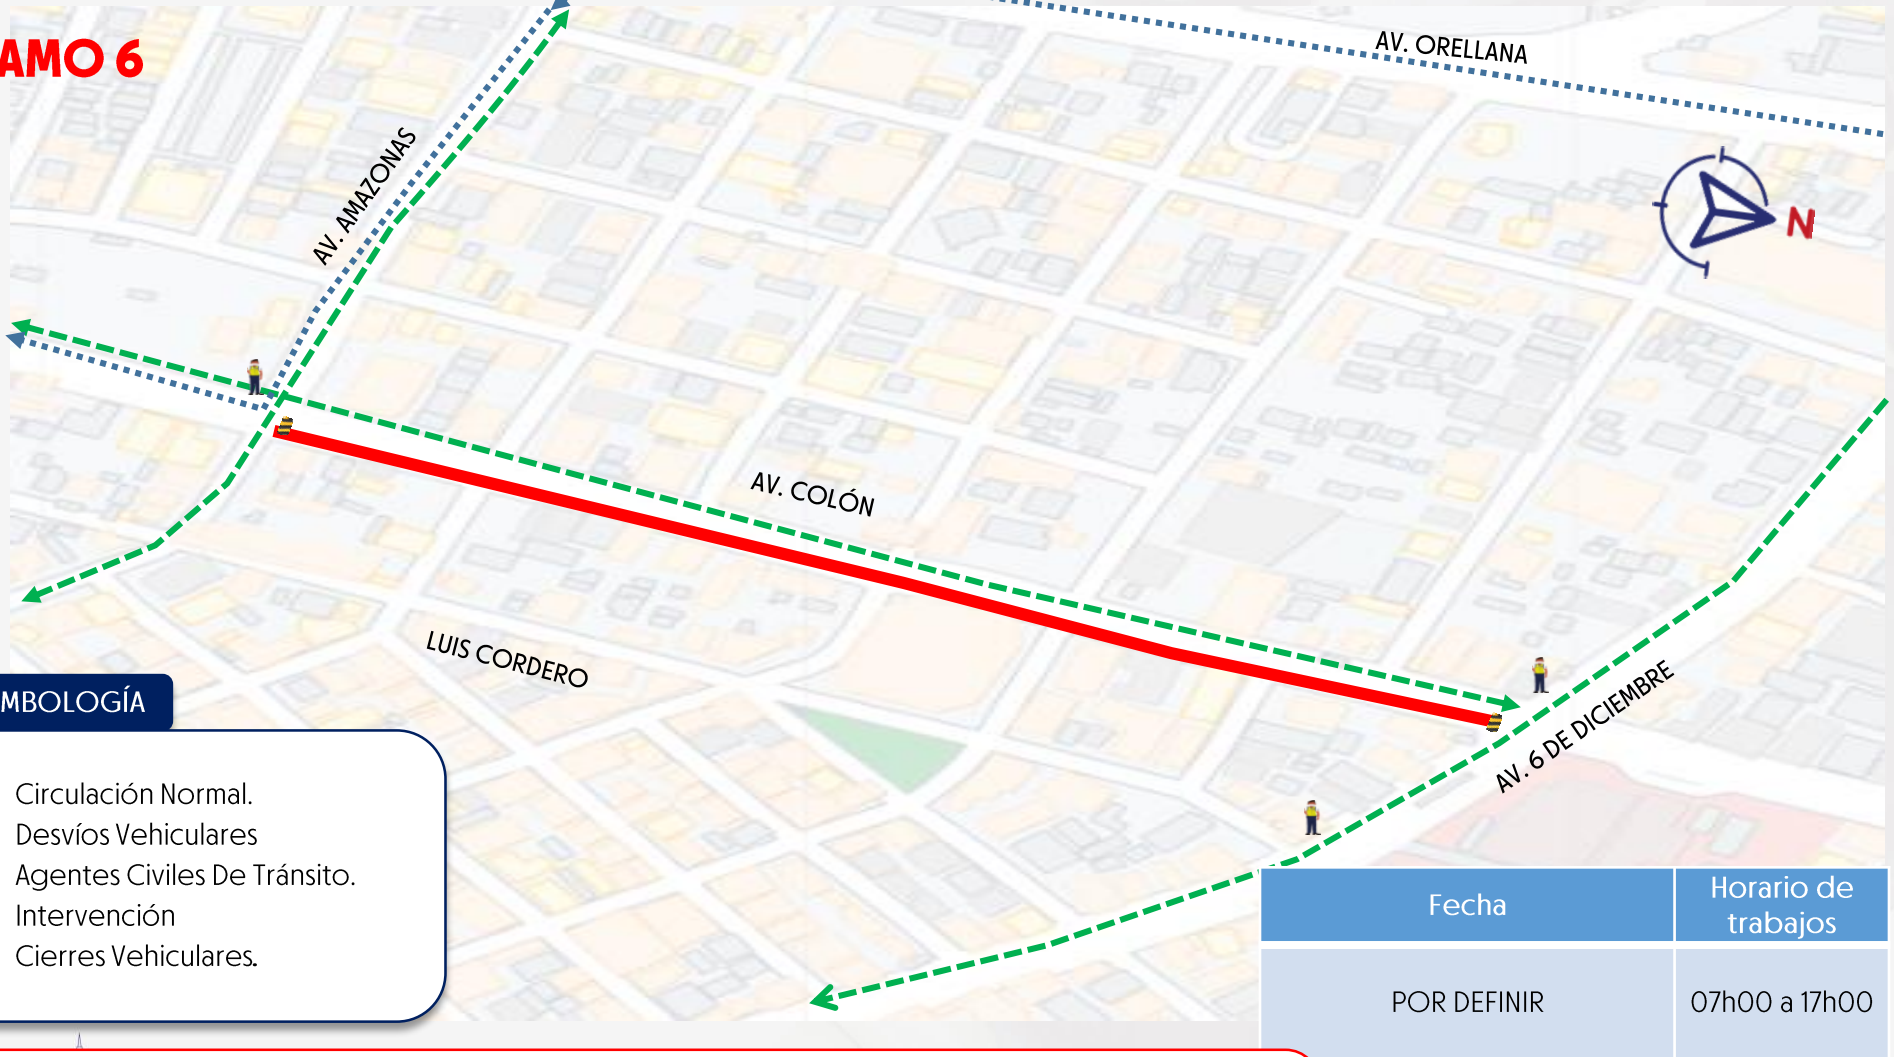 AMO 6
AV. ORELLANA
AV. AMAZONAS
N
AV. COLÓN
LUIS CORDERO
AV. 6 DE DICIEMBRE
MBOLOGÍA
Circulación Normal.
Desvíos Vehiculares
Agentes Civiles De Tránsito.
Intervención
Cierres Vehiculares.
Fecha
Horario de
trabajos
POR DEFINIR
07h00 a 17h00